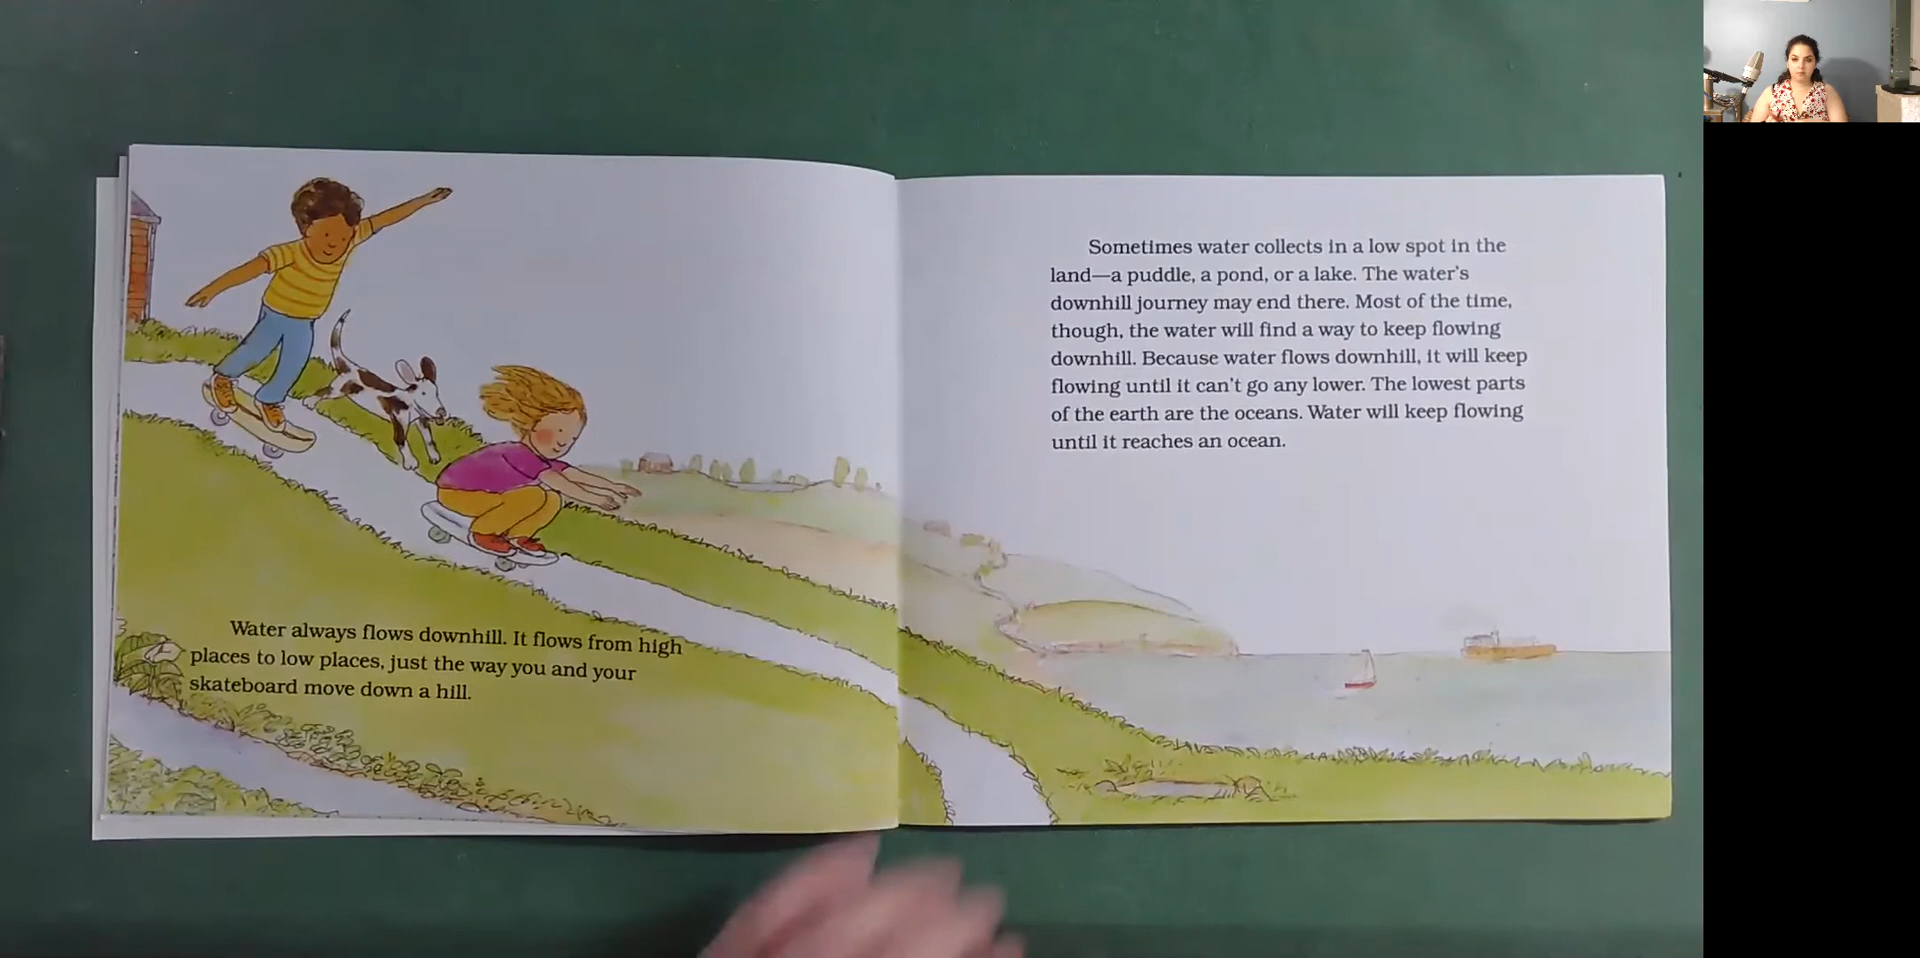 Water always flows downhill. It flows from high
places to low places, just the way you and your
skateboard move down a hill.
Sometimes water collects in a low spot in the
land—a puddle, a pond, or a lake. The water's
downhill journey may end there. Most of the time,
though, the water will find a way to keep flowing
downhill. Because water flows downhill, it will keep
flowing until it can't go any lower. The lowest parts
of the earth are the oceans. Water will keep flowing
until it reaches an ocean.